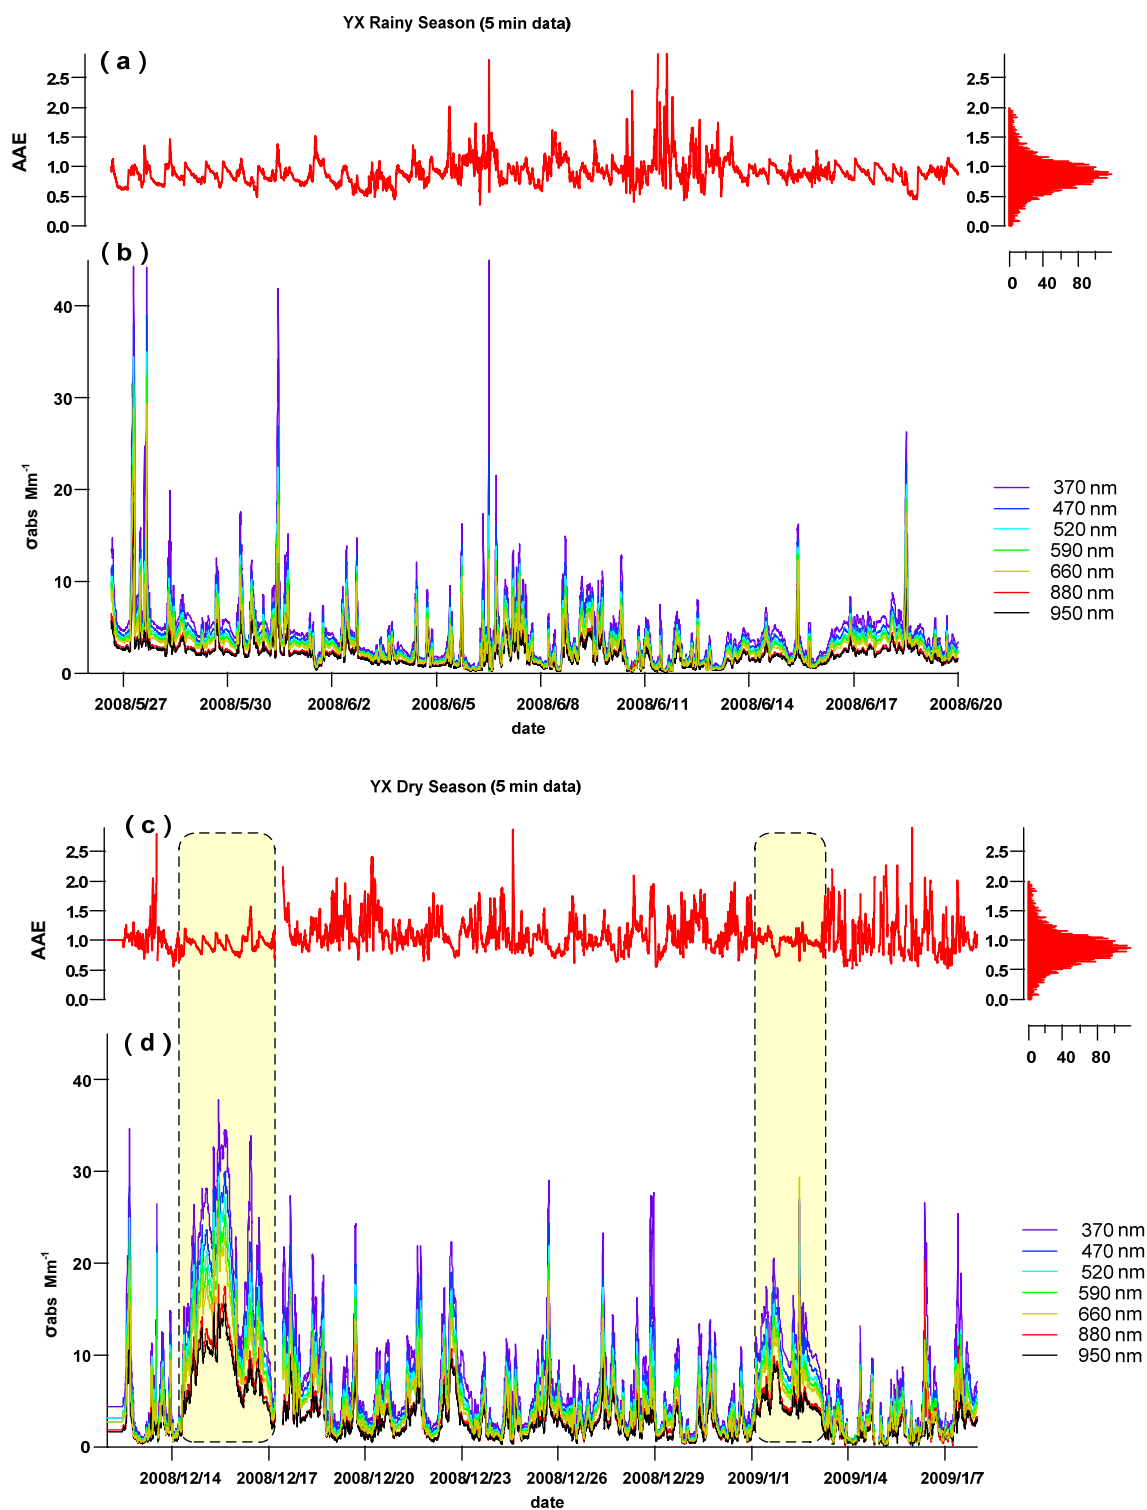 YX Rainy Season (5 min data)
( a )
2.5
2.0
1.5
1.0
0.5
0.0
AAE
2.5
2.0
1.5
1.0
0.5
0.0
0 40 80
( b )
40
30
20
10
0
σabs Mm-1
370 nm
470 nm
520 nm
590 nm
660 nm
880 nm
950 nm
2008/5/27 2008/5/30 2008/6/2 2008/6/5 2008/6/8 2008/6/11 2008/6/14 2008/6/17 2008/6/20
date
YX Dry Season (5 min data)
( c )
2.5
2.0
1.5
1.0
0.5
0.0
AAE
2.5
2.0
1.5
1.0
0.5
0.0
0 40 80
( d )
40
30
20
10
0
σabs Mm-1
370 nm
470 nm
520 nm
590 nm
660 nm
880 nm
950 nm
2008/12/14 2008/12/17 2008/12/20 2008/12/23 2008/12/26 2008/12/29 2009/1/1 2009/1/4 2009/1/7
date